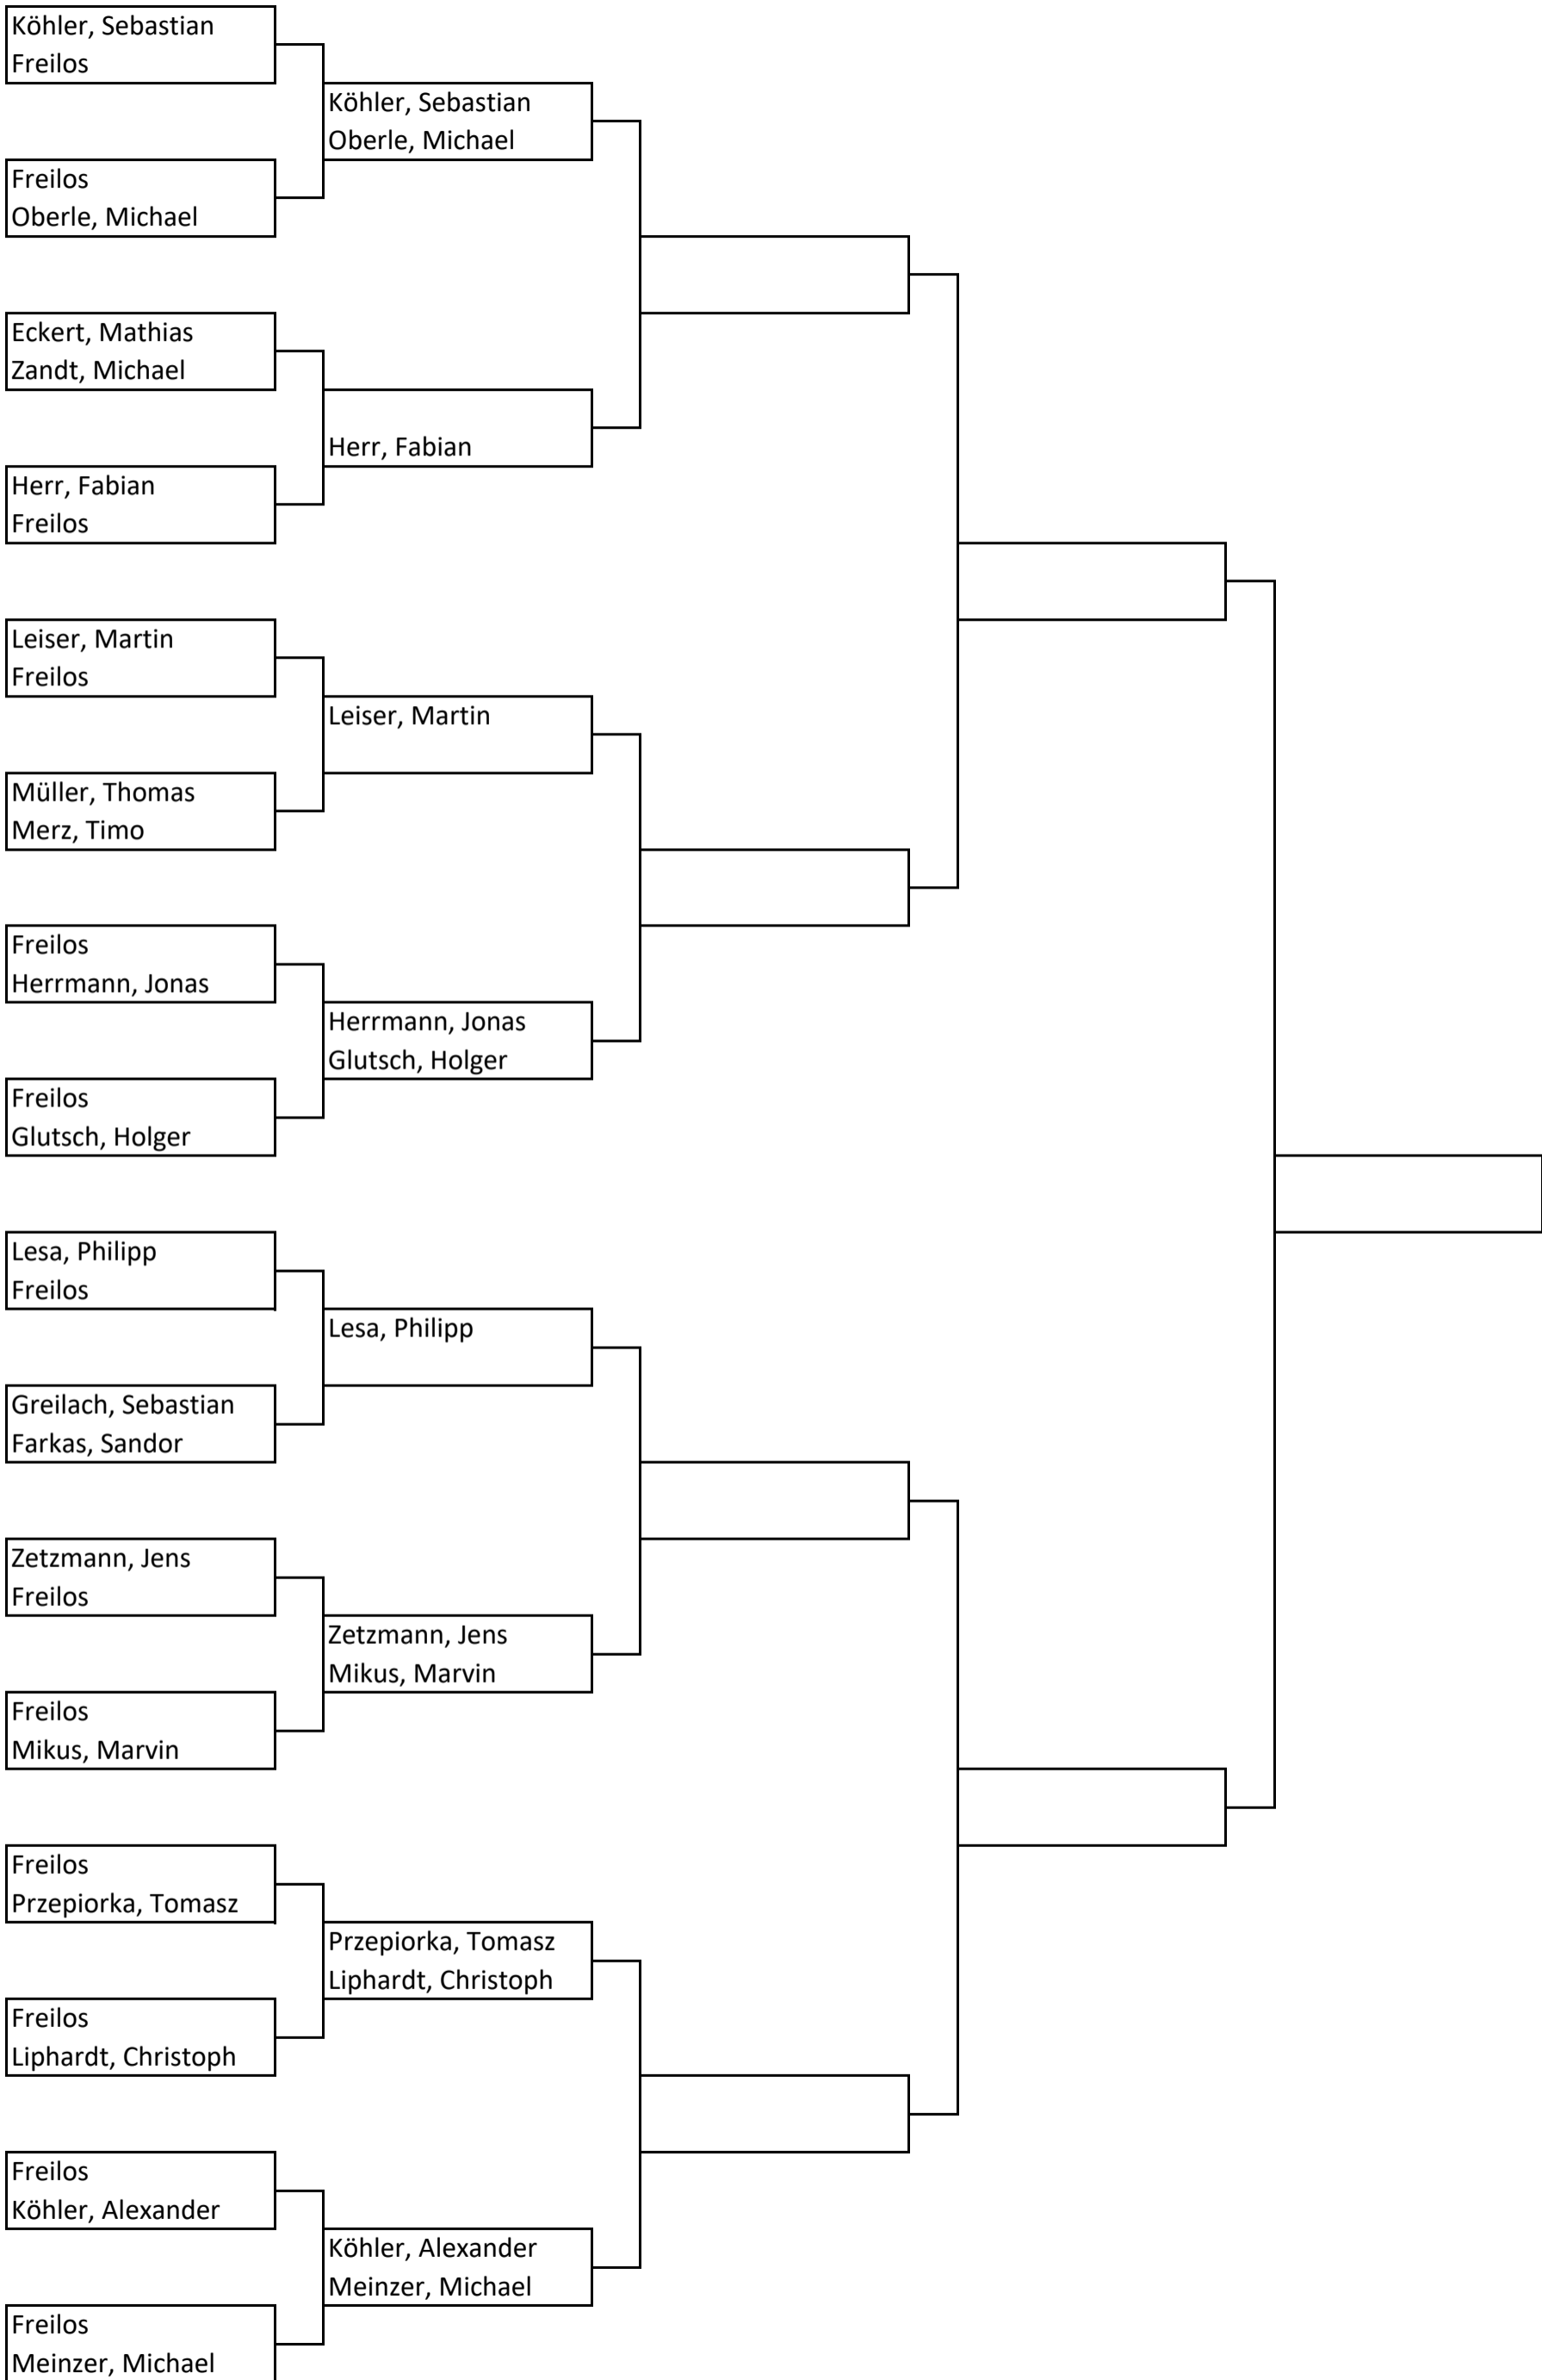 Köhler, Sebastian
Freilos
Köhler, Sebastian
Oberle, Michael
Freilos
Oberle, Michael
Eckert, Mathias
Zandt, Michael
Herr, Fabian
Herr, Fabian
Freilos
Leiser, Martin
Freilos
Leiser, Martin
Müller, Thomas
Merz, Timo
Freilos
Herrmann, Jonas
Herrmann, Jonas
Glutsch, Holger
Freilos
Glutsch, Holger
Lesa, Philipp
Freilos
Lesa, Philipp
Greilach, Sebastian
Farkas, Sandor
Zetzmann, Jens
Freilos
Zetzmann, Jens
Mikus, Marvin
Freilos
Mikus, Marvin
Freilos
Przepiorka, Tomasz
Przepiorka, Tomasz
Liphardt, Christoph
Freilos
Liphardt, Christoph
Freilos
Köhler, Alexander
Köhler, Alexander
Meinzer, Michael
Freilos
Meinzer, Michael